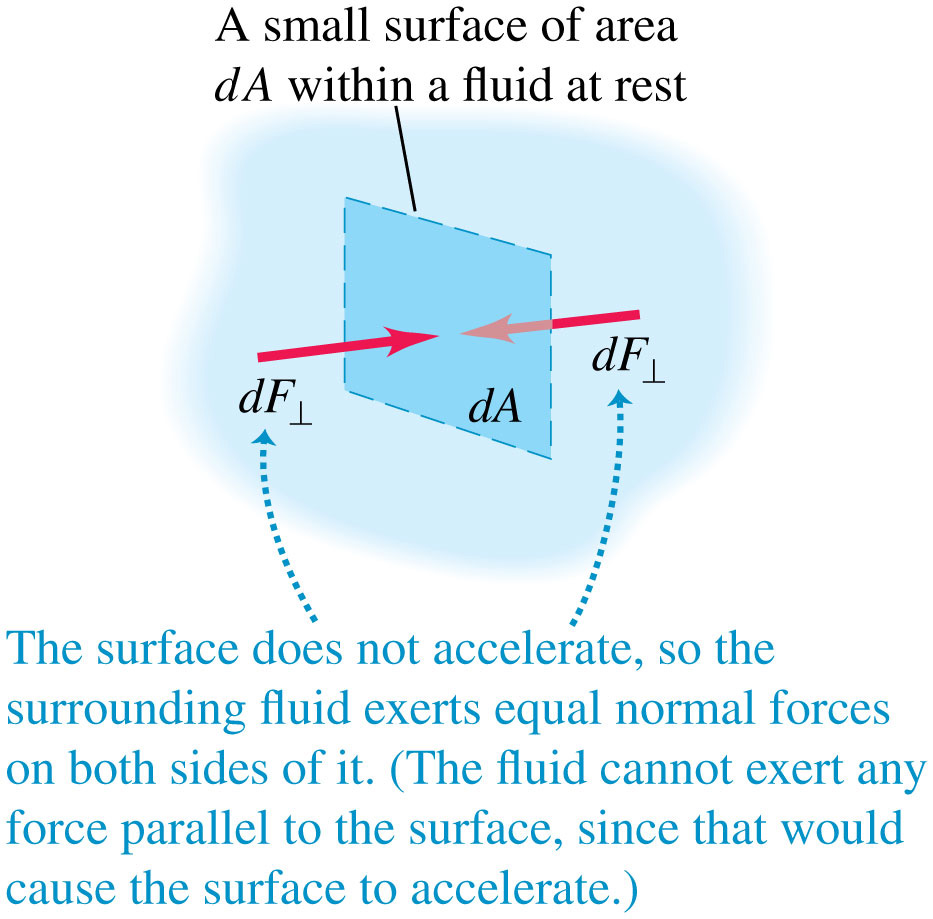 A small surface of area
dA within a fluid at rest
dF⊥
dF⊥
dA
The surface does not accelerate, so the
surrounding fluid exerts equal normal forces
on both sides of it. (The fluid cannot exert any
force parallel to the surface, since that would
cause the surface to accelerate.)